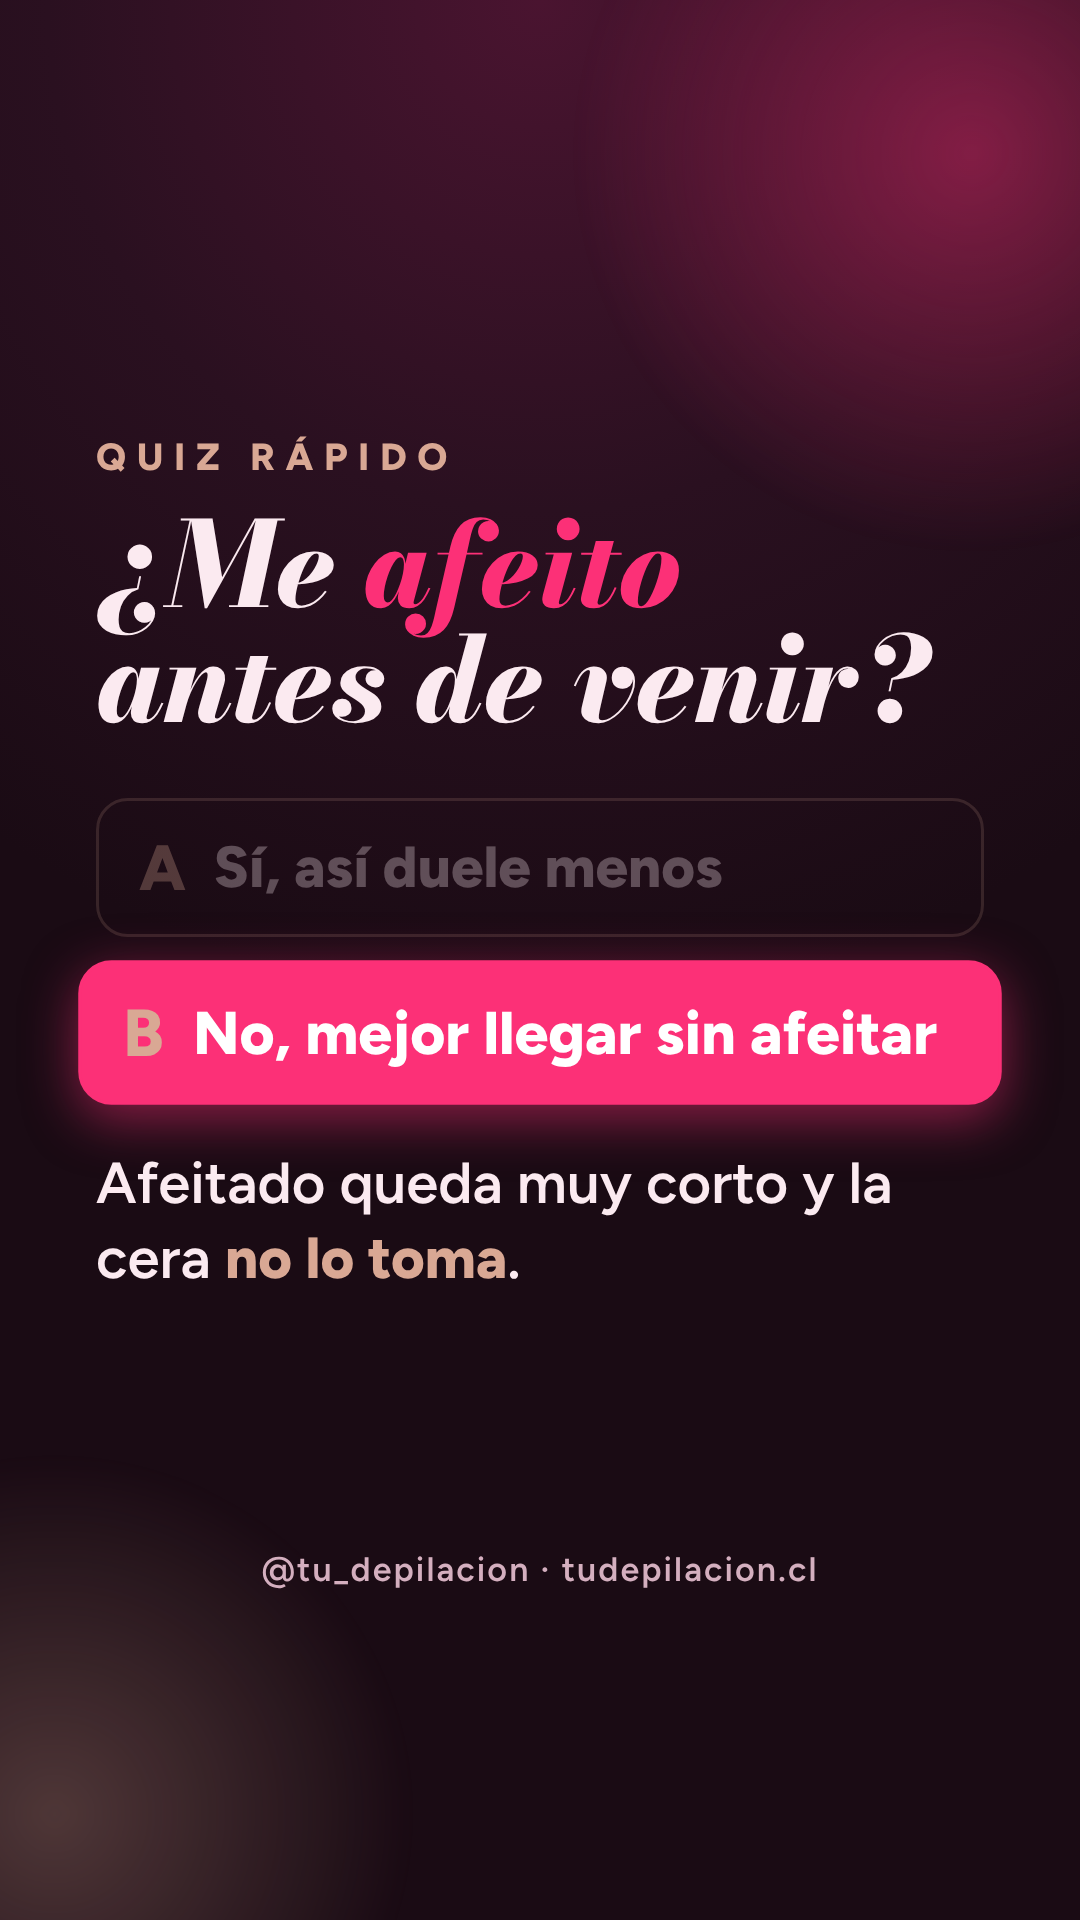 QUIZ RÁPIDO
¿Me afeito
antes de venir?
A Sí, así duele menos
B No, mejor llegar sin afeitar
Afeitado queda muy corto y la
cera no lo toma.
@tu_depilacion · tudepilacion.cl